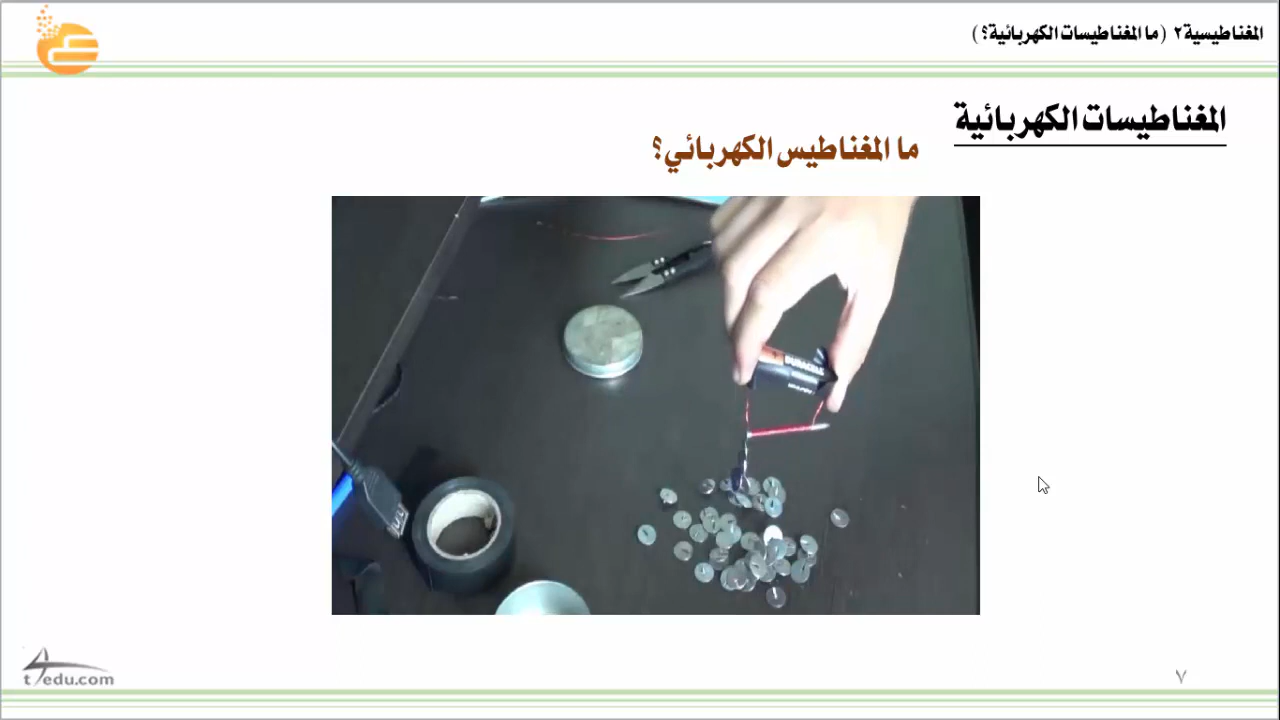 المغناطيسية٢ (ما المغناطيسات الكهربائية؟)
المغناطيسات الكهربائية
ما المغناطيس الكهربائي؟
DURACELL
t4edu.com
٧